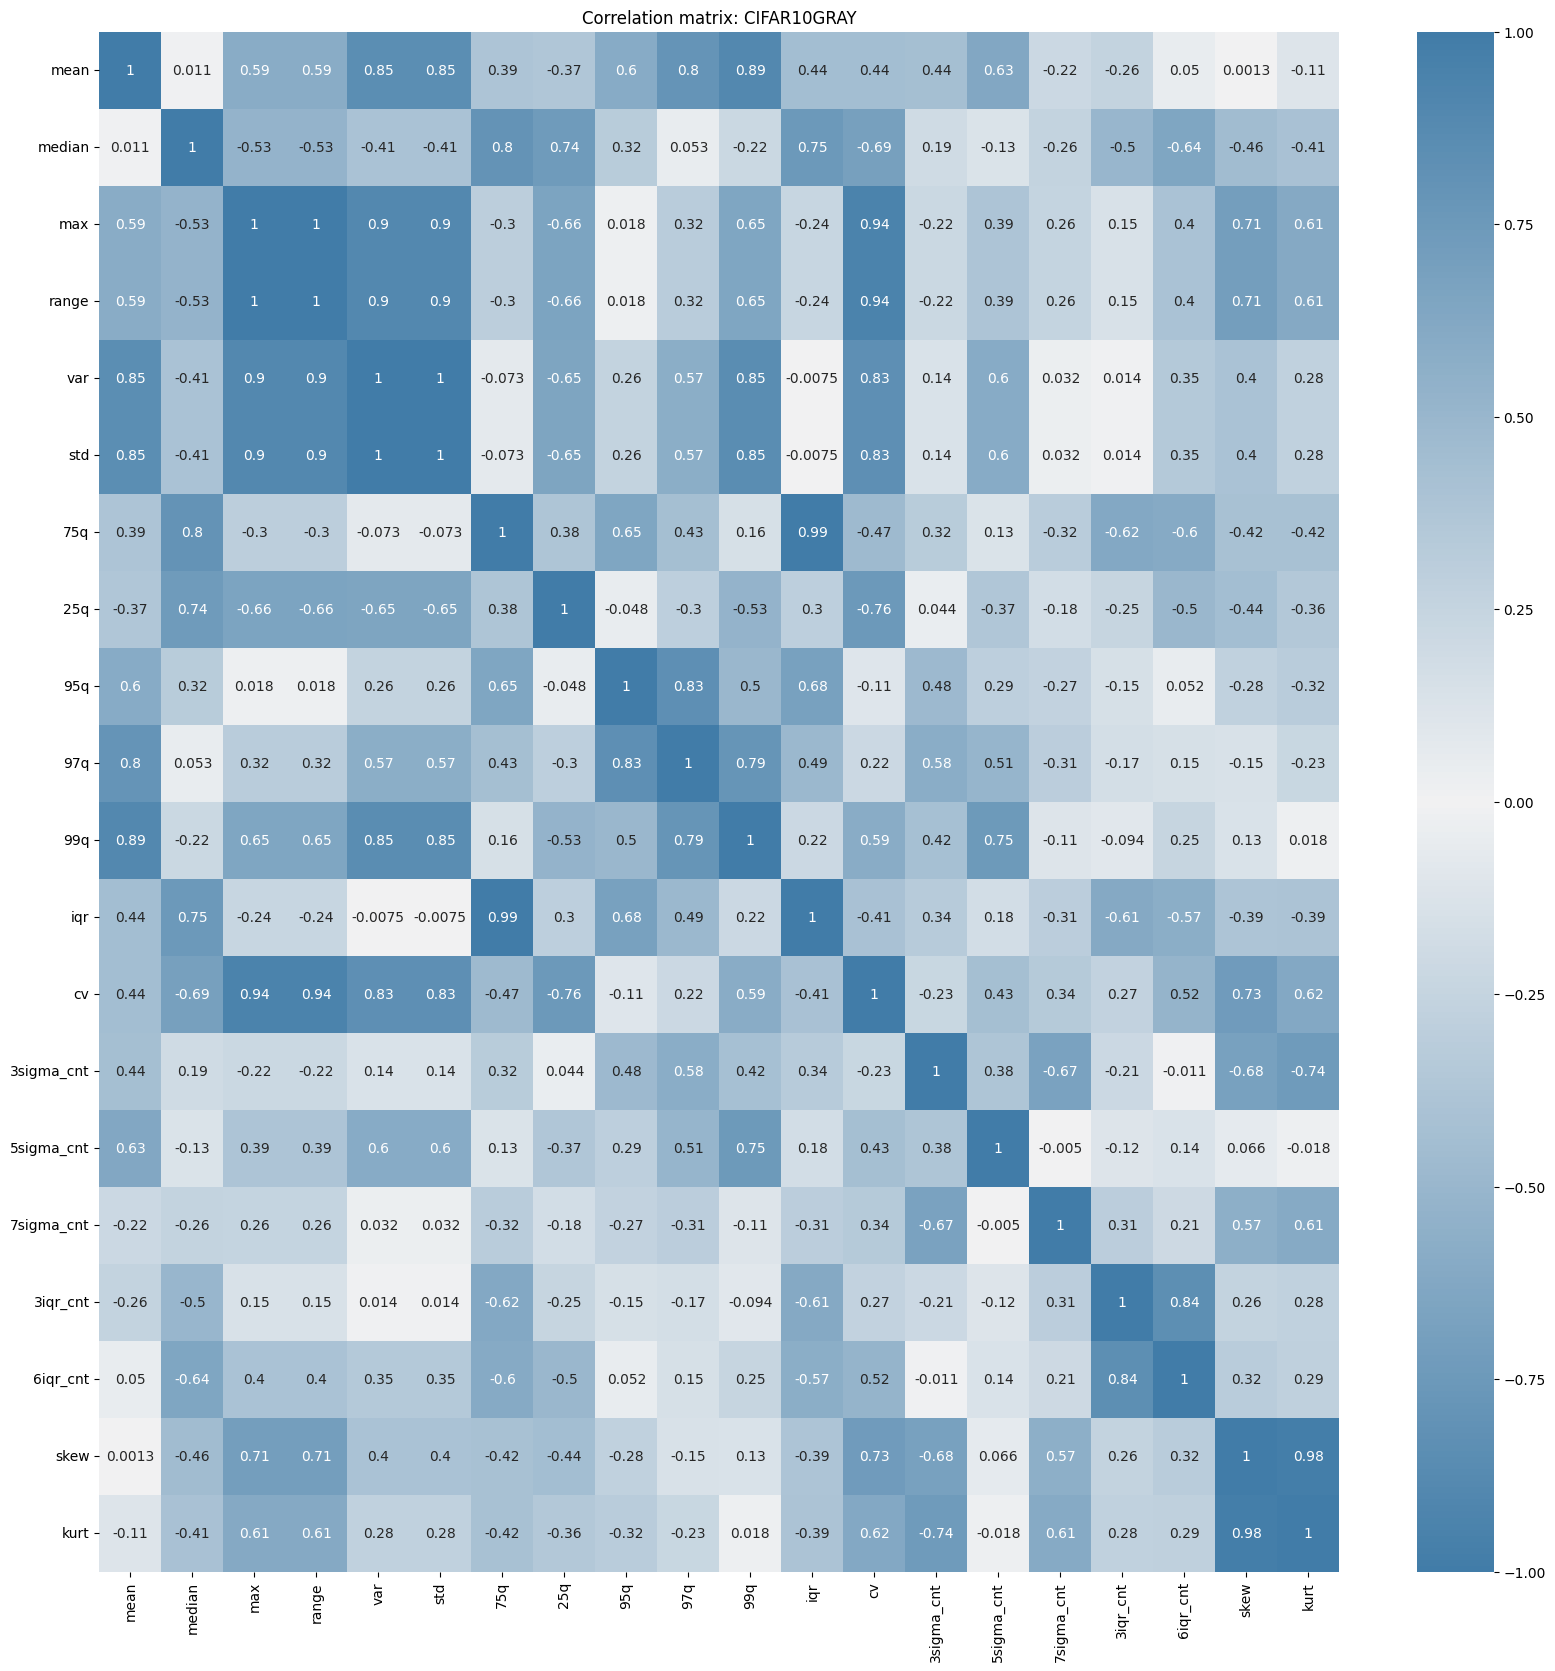 Correlation matrix: CIFAR10GRAY
mean 1 0.011 0.59 0.59 0.85 0.85 0.39 -0.37 0.6 0.8 0.89 0.44 0.44 0.44 0.63 -0.22 -0.26 0.05 0.0013 -0.11
median 0.011 1 -0.53 -0.53 -0.41 -0.41 0.8 0.74 0.32 0.053 -0.22 0.75 -0.69 0.19 -0.13 -0.26 -0.5 -0.64 -0.46 -0.41
max 0.59 -0.53 1 1 0.9 0.9 -0.3 -0.66 0.018 0.32 0.65 -0.24 0.94 -0.22 0.39 0.26 0.15 0.4 0.71 0.61
range 0.59 -0.53 1 1 0.9 0.9 -0.3 -0.66 0.018 0.32 0.65 -0.24 0.94 -0.22 0.39 0.26 0.15 0.4 0.71 0.61
var 0.85 -0.41 0.9 0.9 1 1 -0.073 -0.65 0.26 0.57 0.85 -0.0075 0.83 0.14 0.6 0.032 0.014 0.35 0.4 0.28
std 0.85 -0.41 0.9 0.9 1 1 -0.073 -0.65 0.26 0.57 0.85 -0.0075 0.83 0.14 0.6 0.032 0.014 0.35 0.4 0.28
75q 0.39 0.8 -0.3 -0.3 -0.073 -0.073 1 0.38 0.65 0.43 0.16 0.99 -0.47 0.32 0.13 -0.32 -0.62 -0.6 -0.42 -0.42
25q -0.37 0.74 -0.66 -0.66 -0.65 -0.65 0.38 1 -0.048 -0.3 -0.53 0.3 -0.76 0.044 -0.37 -0.18 -0.25 -0.5 -0.44 -0.36
95q 0.6 0.32 0.018 0.018 0.26 0.26 0.65 -0.048 1 0.83 0.5 0.68 -0.11 0.48 0.29 -0.27 -0.15 0.052 -0.28 -0.32
97q 0.8 0.053 0.32 0.32 0.57 0.57 0.43 -0.3 0.83 1 0.79 0.49 0.22 0.58 0.51 -0.31 -0.17 0.15 -0.15 -0.23
99q 0.89 -0.22 0.65 0.65 0.85 0.85 0.16 -0.53 0.5 0.79 1 0.22 0.59 0.42 0.75 -0.11 -0.094 0.25 0.13 0.018
iqr 0.44 0.75 -0.24 -0.24 -0.0075 -0.0075 0.99 0.3 0.68 0.49 0.22 1 -0.41 0.34 0.18 -0.31 -0.61 -0.57 -0.39 -0.39
cv 0.44 -0.69 0.94 0.94 0.83 0.83 -0.47 -0.76 -0.11 0.22 0.59 -0.41 1 -0.23 0.43 0.34 0.27 0.52 0.73 0.62
3sigma_cnt 0.44 0.19 -0.22 -0.22 0.14 0.14 0.32 0.044 0.48 0.58 0.42 0.34 -0.23 1 0.38 -0.67 -0.21 -0.011 -0.68 -0.74
5sigma_cnt 0.63 -0.13 0.39 0.39 0.6 0.6 0.13 -0.37 0.29 0.51 0.75 0.18 0.43 0.38 1 -0.005 -0.12 0.14 0.066 -0.018
7sigma_cnt -0.22 -0.26 0.26 0.26 0.032 0.032 -0.32 -0.18 -0.27 -0.31 -0.11 -0.31 0.34 -0.67 -0.005 1 0.31 0.21 0.57 0.61
3iqr_cnt -0.26 -0.5 0.15 0.15 0.014 0.014 -0.62 -0.25 -0.15 -0.17 -0.094 -0.61 0.27 -0.21 -0.12 0.31 1 0.84 0.26 0.28
6iqr_cnt 0.05 -0.64 0.4 0.4 0.35 0.35 -0.6 -0.5 0.052 0.15 0.25 -0.57 0.52 -0.011 0.14 0.21 0.84 1 0.32 0.29
skew 0.0013 -0.46 0.71 0.71 0.4 0.4 -0.42 -0.44 -0.28 -0.15 0.13 -0.39 0.73 -0.68 0.066 0.57 0.26 0.32 1 0.98
kurt -0.11 -0.41 0.61 0.61 0.28 0.28 -0.42 -0.36 -0.32 -0.23 0.018 -0.39 0.62 -0.74 -0.018 0.61 0.28 0.29 0.98 1
mean median max range var std 75q 25q 95q 97q 99q iqr cv 3sigma_cnt 5sigma_cnt 7sigma_cnt 3iqr_cnt 6iqr_cnt skew kurt
1.00
0.75
0.50
0.25
0.00
−0.25
−0.50
−0.75
−1.00